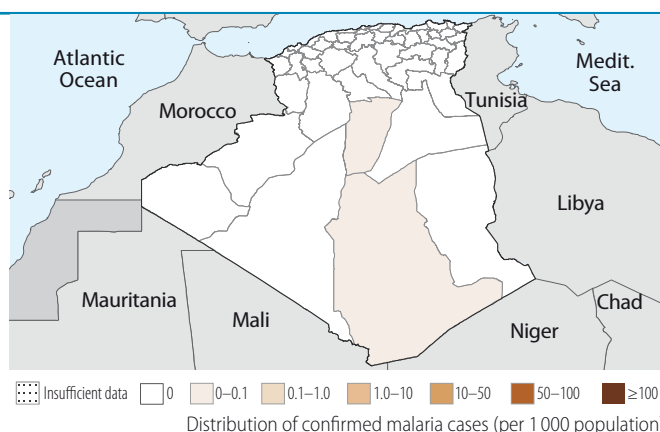 Atlantic
Ocean
Medit.
Sea
Morocco
Tunisia
Libya
Mauritania
Mali
Niger
Chad
Insufficient data 0 0–0.1 0.1–1.0 1.0–10 10–50 50–100 ≥100
Distribution of confirmed malaria cases (per 1 000 population